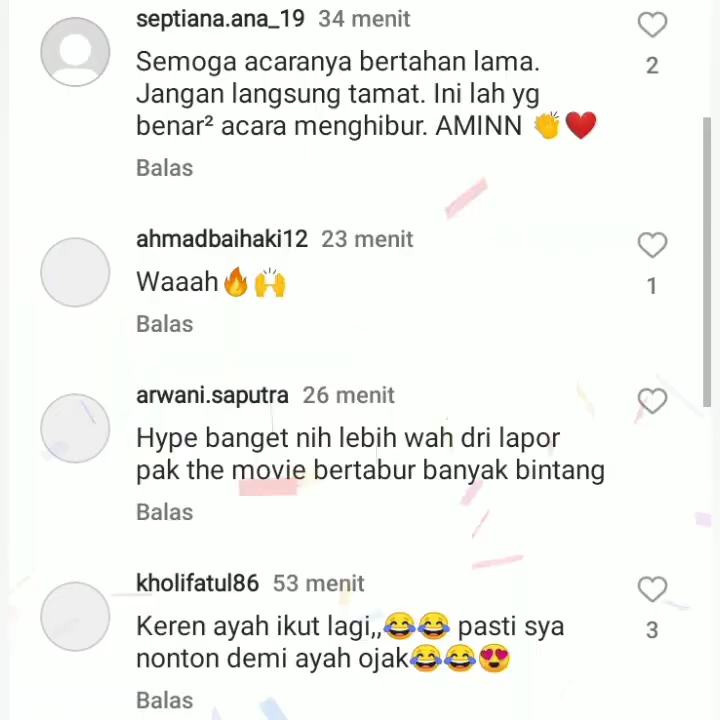 septiana.ana_19 34 menit
2
Semoga acaranya bertahan lama.
Jangan langsung tamat. Ini lah yg
benar² acara menghibur. AMINN 👏❤️
Balas
ahmadbaihaki12 23 menit
1
Waaah🔥🙌
Balas
arwani.saputra 26 menit
Hype banget nih lebih wah dri lapor
pak the movie bertabur banyak bintang
Balas
kholifatul86 53 menit
3
Keren ayah ikut lagi,,😂😂 pasti sya
nonton demi ayah ojak😂😂😍
Balas